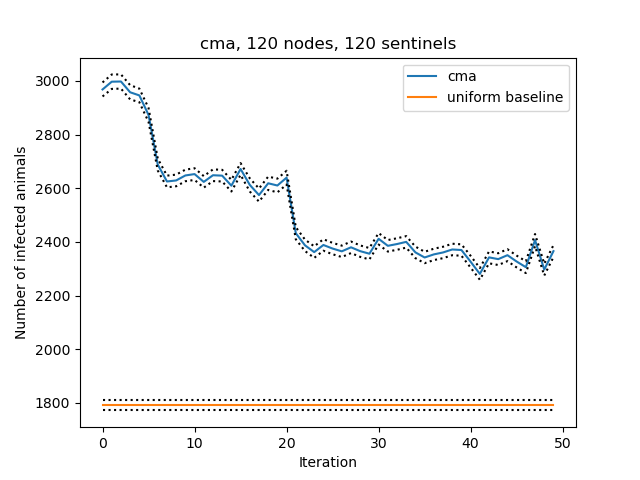 cma, 120 nodes, 120 sentinels
cma
uniform baseline
Number of infected animals
3000
2800
2600
2400
2200
2000
1800
0 10 20 30 40 50
Iteration